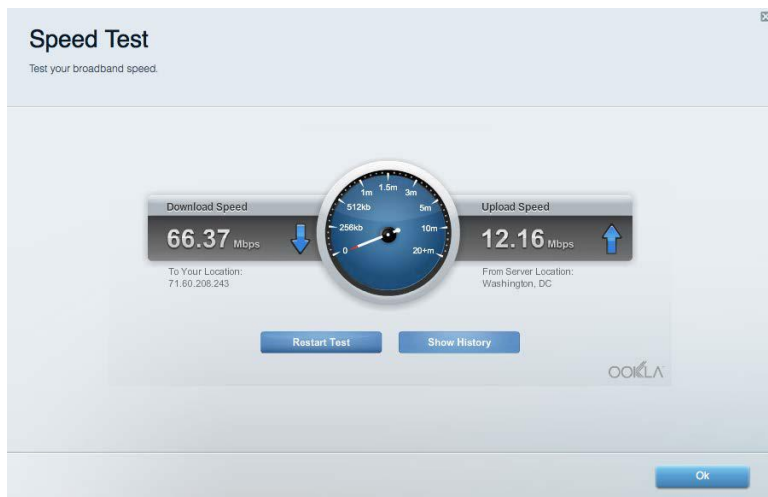 Speed Test
Test your broadband speed.
Download Speed
66.37 Mbps
To Your Location:
71.60.208.243
0
256kb
512kb
1m
1.5m
3m
5m
10m
20+m
Upload Speed
12.16 Mbps
From Server Location:
Washington, DC
Restart Test
Show History
OOKLA
Ok